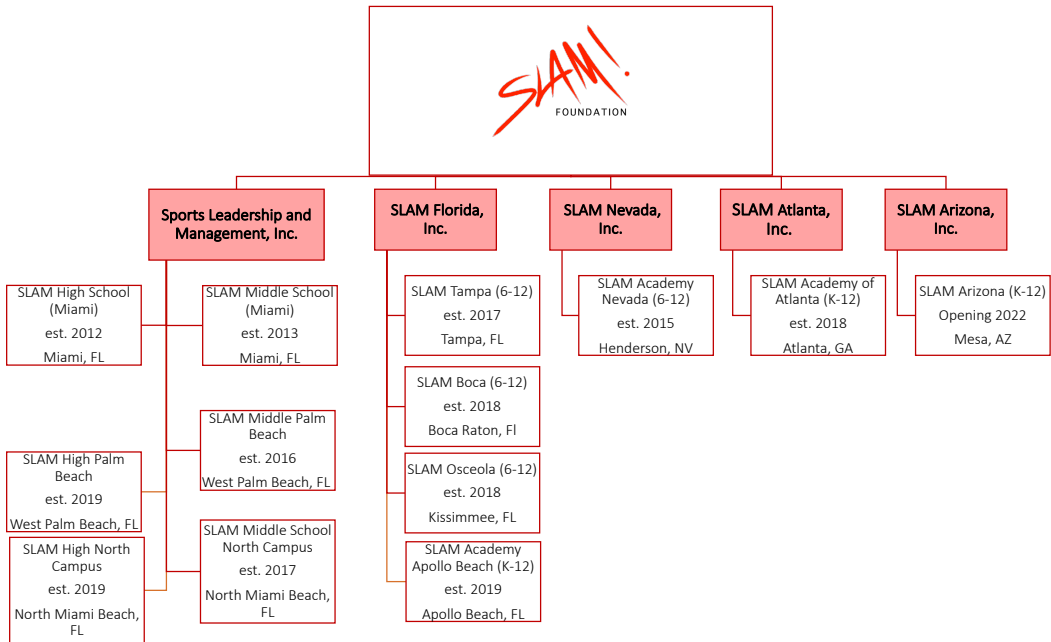 SLAM!
FOUNDATION
Sports Leadership and
Management, Inc.
SLAM High School
(Miami)
est. 2012
Miami, FL
SLAM Middle School
(Miami)
est. 2013
Miami, FL
SLAM Middle Palm
Beach
est. 2016
West Palm Beach, FL
SLAM High Palm
Beach
est. 2019
West Palm Beach, FL
SLAM Middle School
North Campus
est. 2017
North Miami Beach,
FL
SLAM High North
Campus
est. 2019
North Miami Beach,
FL
SLAM Florida,
Inc.
SLAM Tampa (6-12)
est. 2017
Tampa, FL
SLAM Boca (6-12)
est. 2018
Boca Raton, Fl
SLAM Osceola (6-12)
est. 2018
Kissimmee, FL
SLAM Academy
Apollo Beach (K-12)
est. 2019
Apollo Beach, FL
SLAM Nevada,
Inc.
SLAM Academy
Nevada (6-12)
est. 2015
Henderson, NV
SLAM Atlanta,
Inc.
SLAM Academy of
Atlanta (K-12)
est. 2018
Atlanta, GA
SLAM Arizona,
Inc.
SLAM Arizona (K-12)
Opening 2022
Mesa, AZ